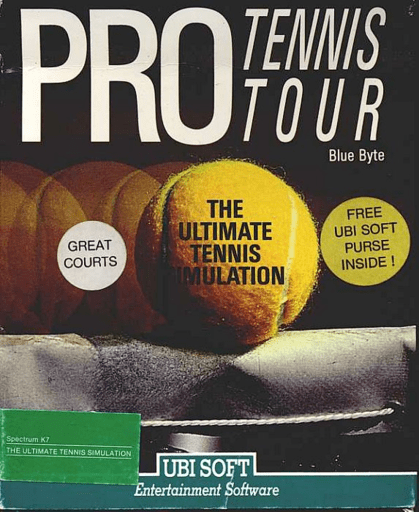 PRO TENNIS
TOUR
Blue Byte
THE
ULTIMATE
TENNIS
SIMULATION
GREAT
COURTS
FREE
UBI SOFT
PURSE
INSIDE !
Spectrum K7
THE ULTIMATE TENNIS SIMULATION
UBI SOFT
Entertainment Software